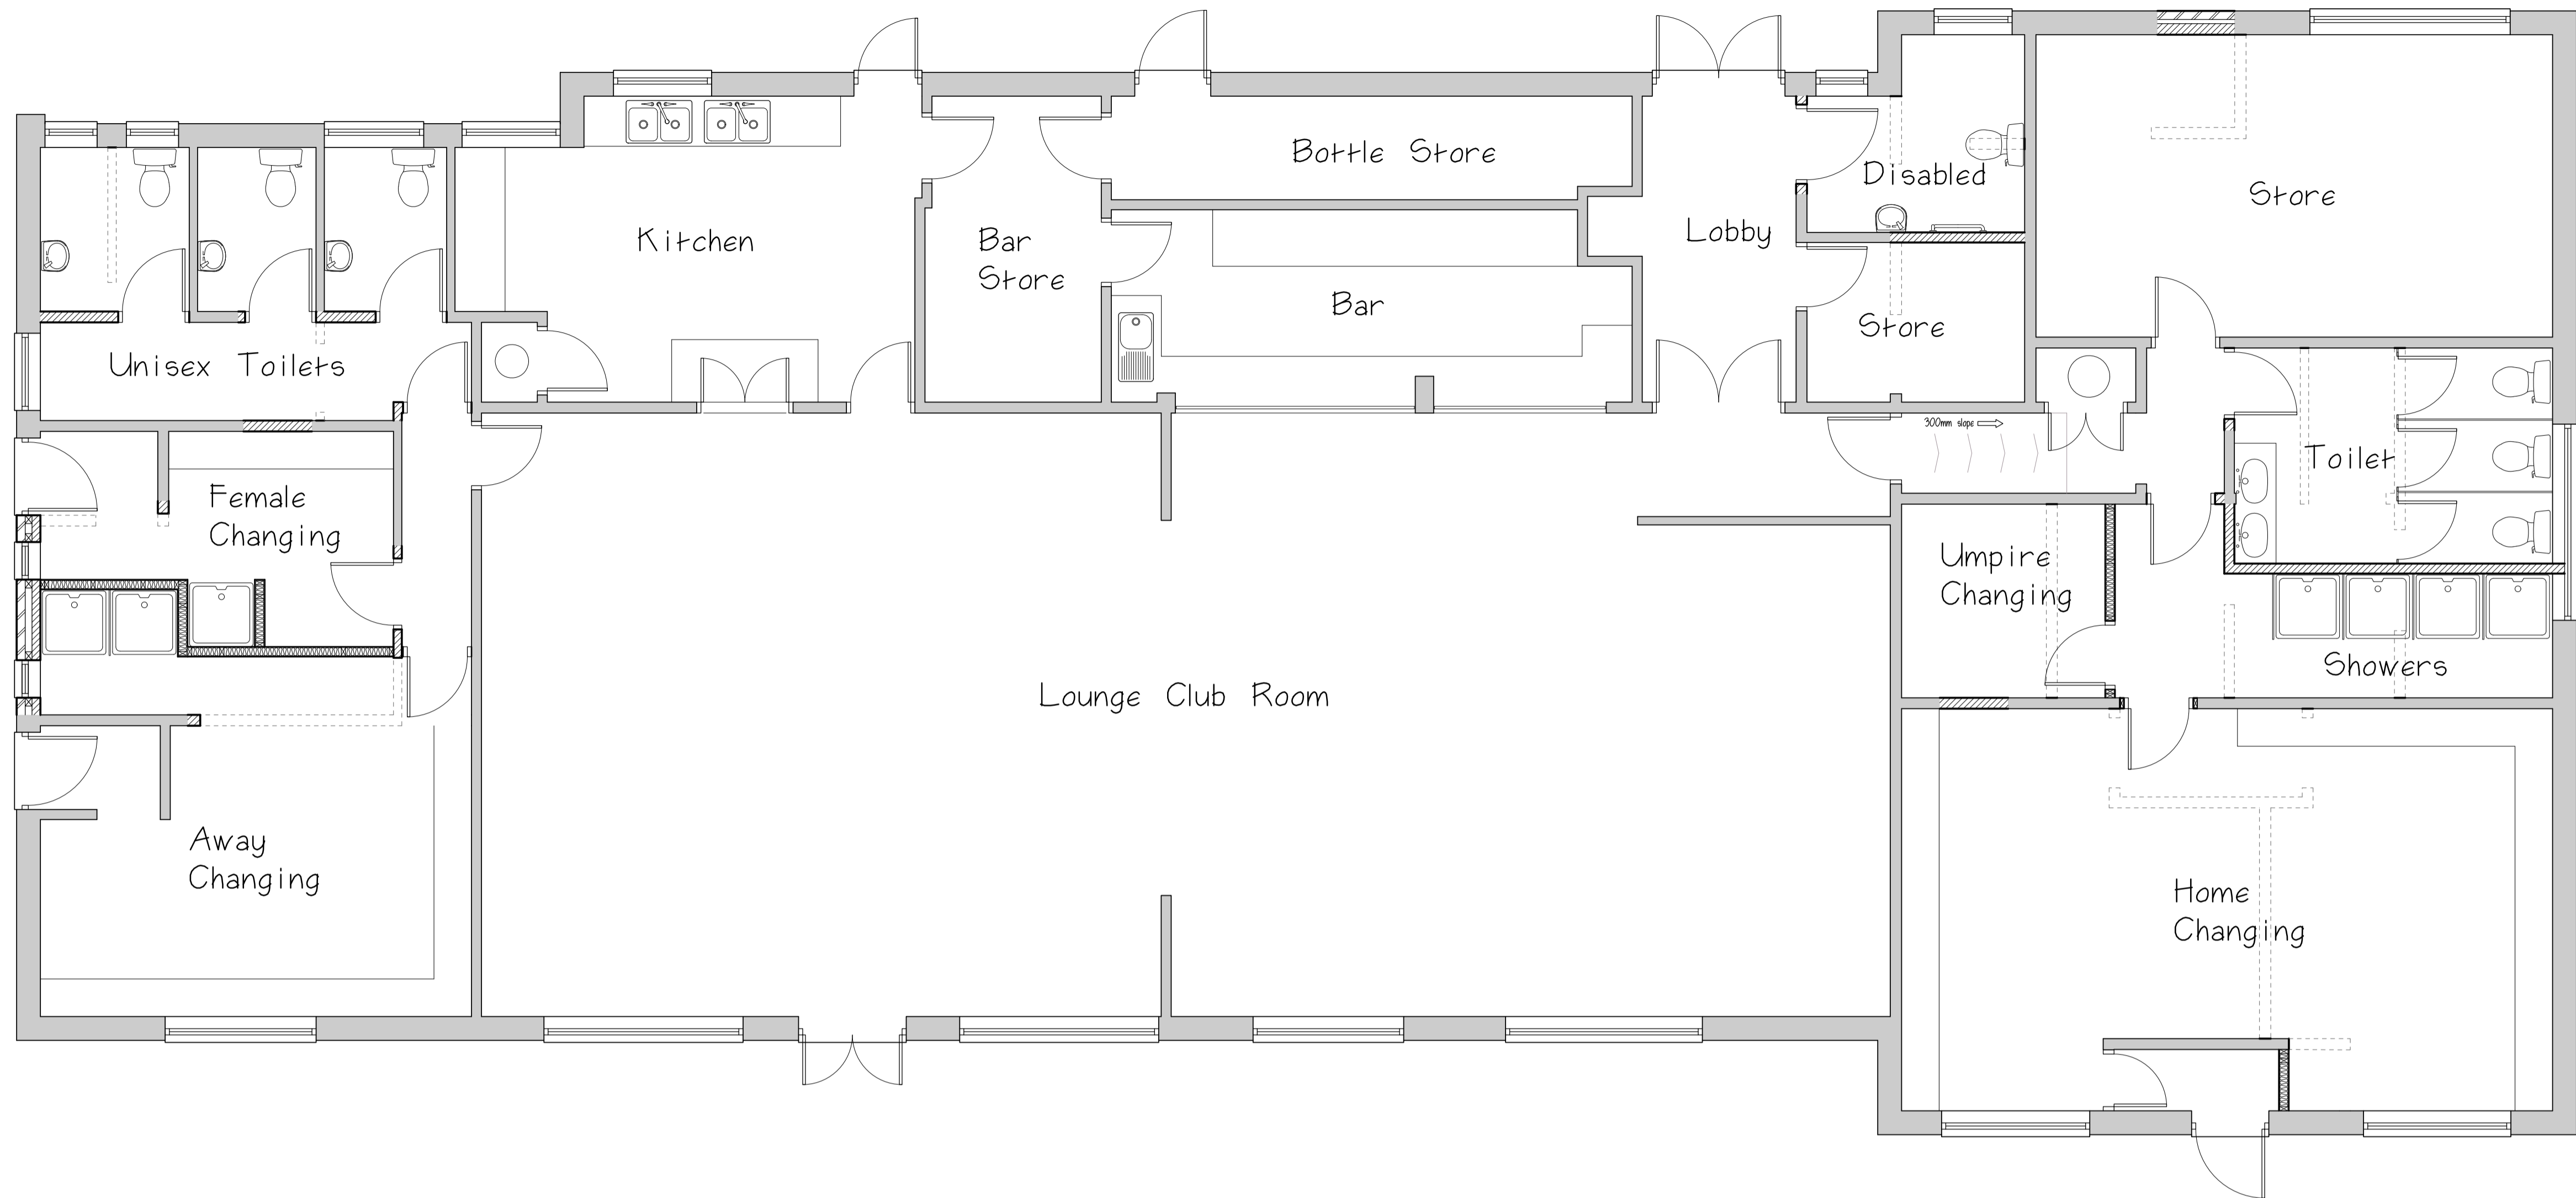 Bottle Store
Disabled
Store
Kitchen
Bar
Store
Lobby
Bar
Store
Unisex Toilets
300mm slope
Toilet
Female
Changing
Umpire
Changing
Showers
Lounge Club Room
Away
Changing
Home
Changing